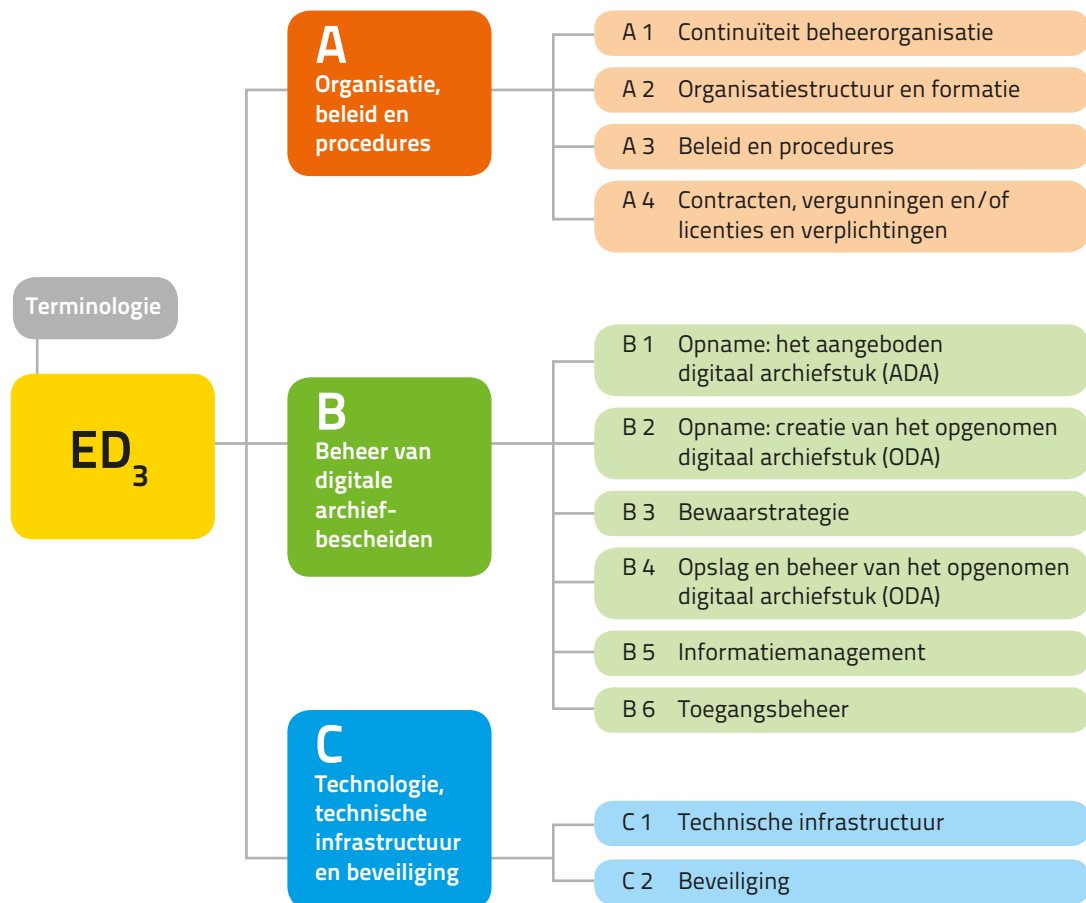 Terminologie
ED3
A
Organisatie,
beleid en
procedures
A 1 Continuïteit beheerorganisatie
A 2 Organisatiestructuur en formatie
A 3 Beleid en procedures
A 4 Contracten, vergunningen en/of
licenties en verplichtingen
B
Beheer van
digitale
archief-
bescheiden
B 1 Opname: het aangeboden
digitaal archiefstuk (ADA)
B 2 Opname: creatie van het opgenomen
digitaal archiefstuk (ODA)
B 3 Bewaarstrategie
B 4 Opslag en beheer van het opgenomen
digitaal archiefstuk (ODA)
B 5 Informatiemanagement
B 6 Toegangsbeheer
C
Technologie,
technische
infrastructuur
en beveiliging
C 1 Technische infrastructuur
C 2 Beveiliging